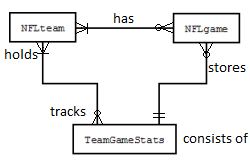 has
NFLteam
NFLgame
holds
stores
tracks
TeamGameStats
consists of